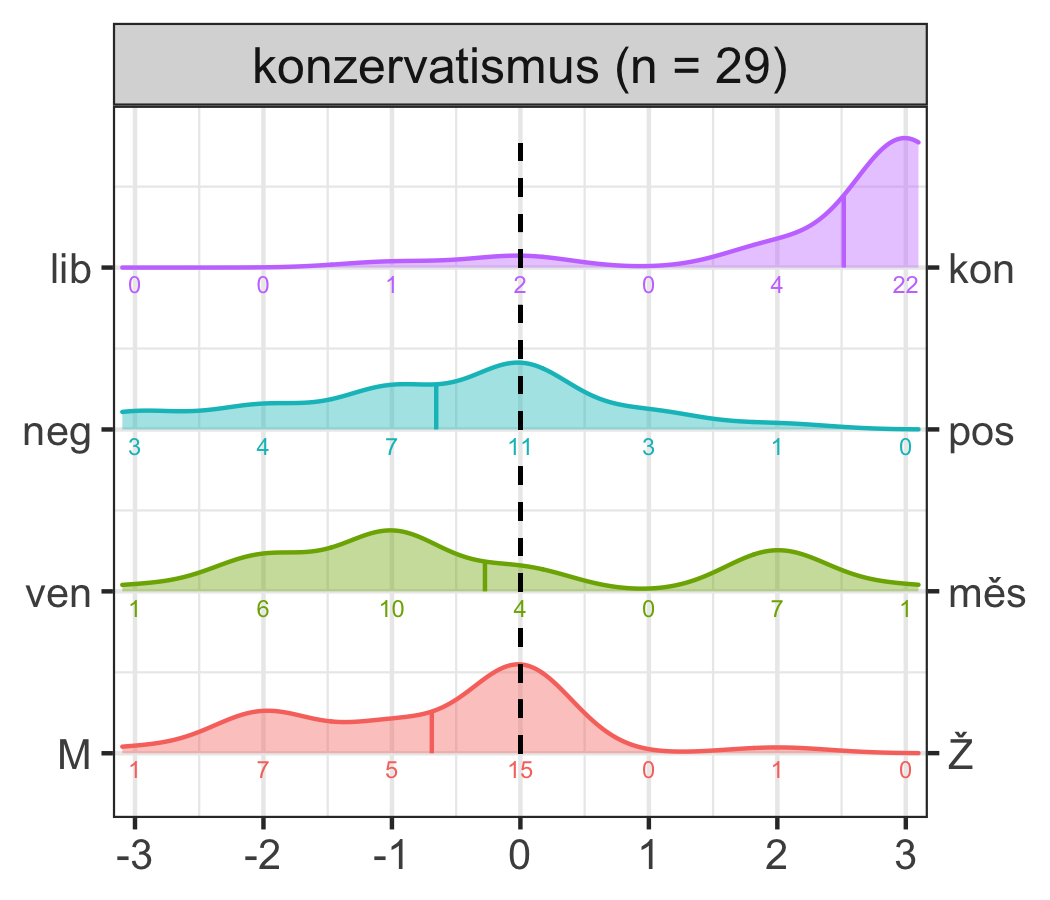 konzervatismus (n = 29)
lib kon
0 0 1 2 0 4 22
neg pos
3 4 7 11 3 1 0
ven měs
1 6 10 4 0 7 1
M Ž
1 7 5 15 0 1 0
-3 -2 -1 0 1 2 3